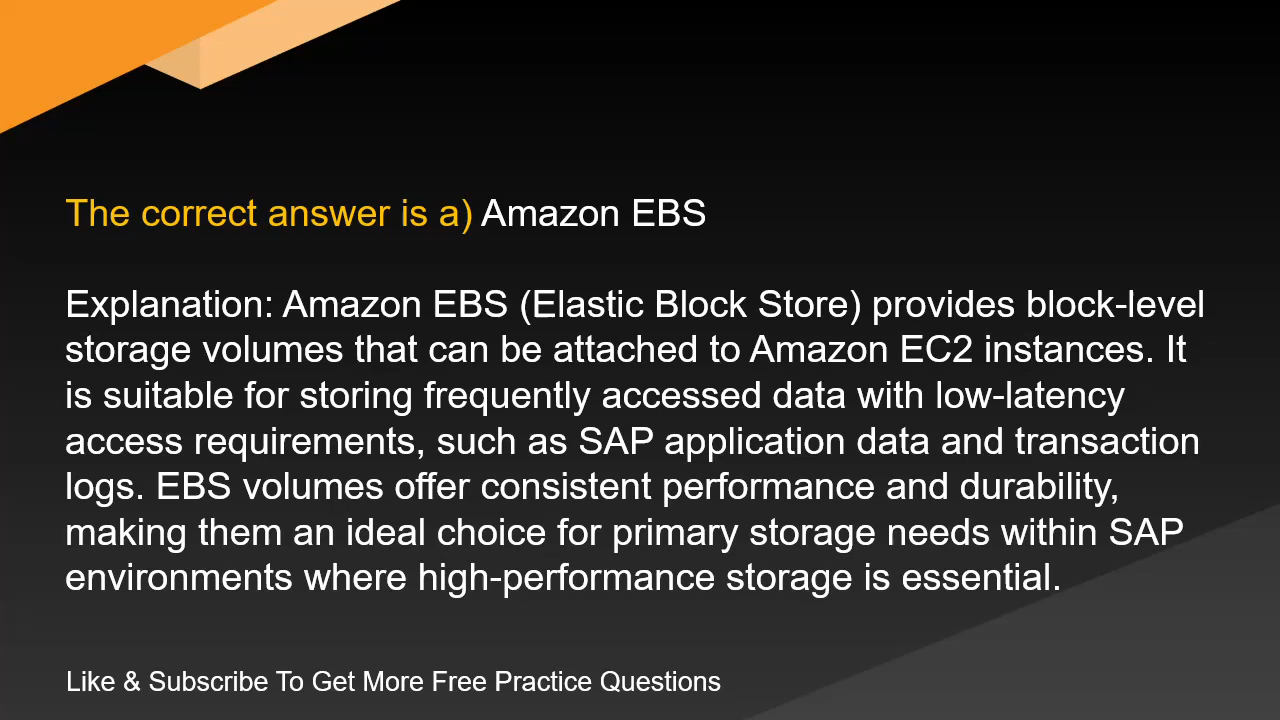 The correct answer is a) Amazon EBS
Explanation: Amazon EBS (Elastic Block Store) provides block-level
storage volumes that can be attached to Amazon EC2 instances. It
is suitable for storing frequently accessed data with low-latency
access requirements, such as SAP application data and transaction
logs. EBS volumes offer consistent performance and durability,
making them an ideal choice for primary storage needs within SAP
environments where high-performance storage is essential.
Like & Subscribe To Get More Free Practice Questions